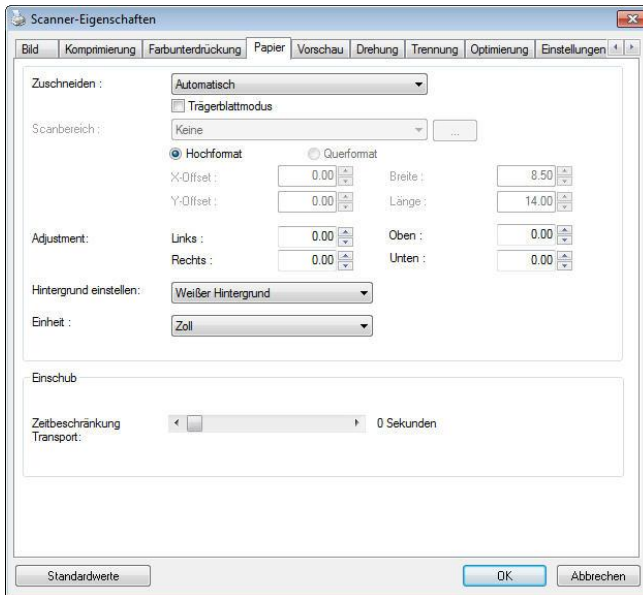 Scanner-Eigenschaften
Bild Komprimierung Farbunterdrückung Papier Vorschau Drehung Trennung Optimierung Einstellungen
Zuschneiden : Automatisch
Trägerblattmodus
Scanbereich : Keine ...
Hochformat Querformat
X-Offset : 0.00 Breite : 8.50
Y-Offset : 0.00 Länge : 14.00
Adjustment: Links : 0.00 Oben : 0.00
Rechts : 0.00 Unten : 0.00
Hintergrund einstellen: Weißer Hintergrund
Einheit : Zoll
Einschub
Zeitbeschränkung 0 Sekunden
Transport:
Standardwerte OK Abbrechen